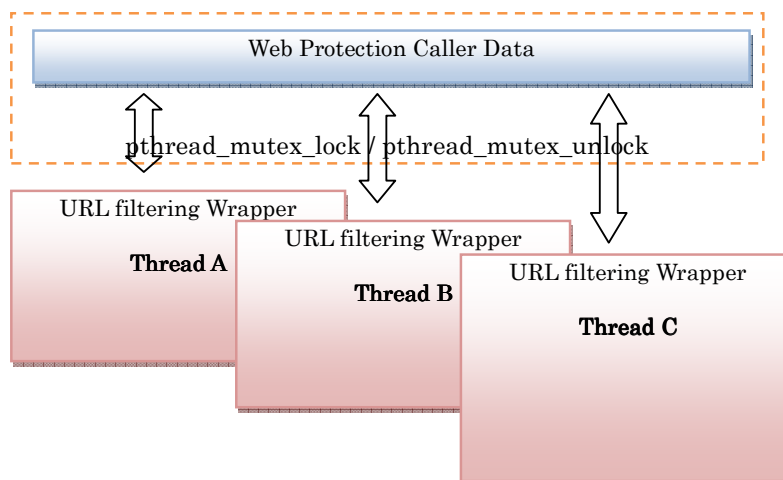 Web Protection Caller Data
pthread_mutex_lock / pthread_mutex_unlock
URL filtering Wrapper
Thread A
URL filtering Wrapper
Thread B
URL filtering Wrapper
Thread C